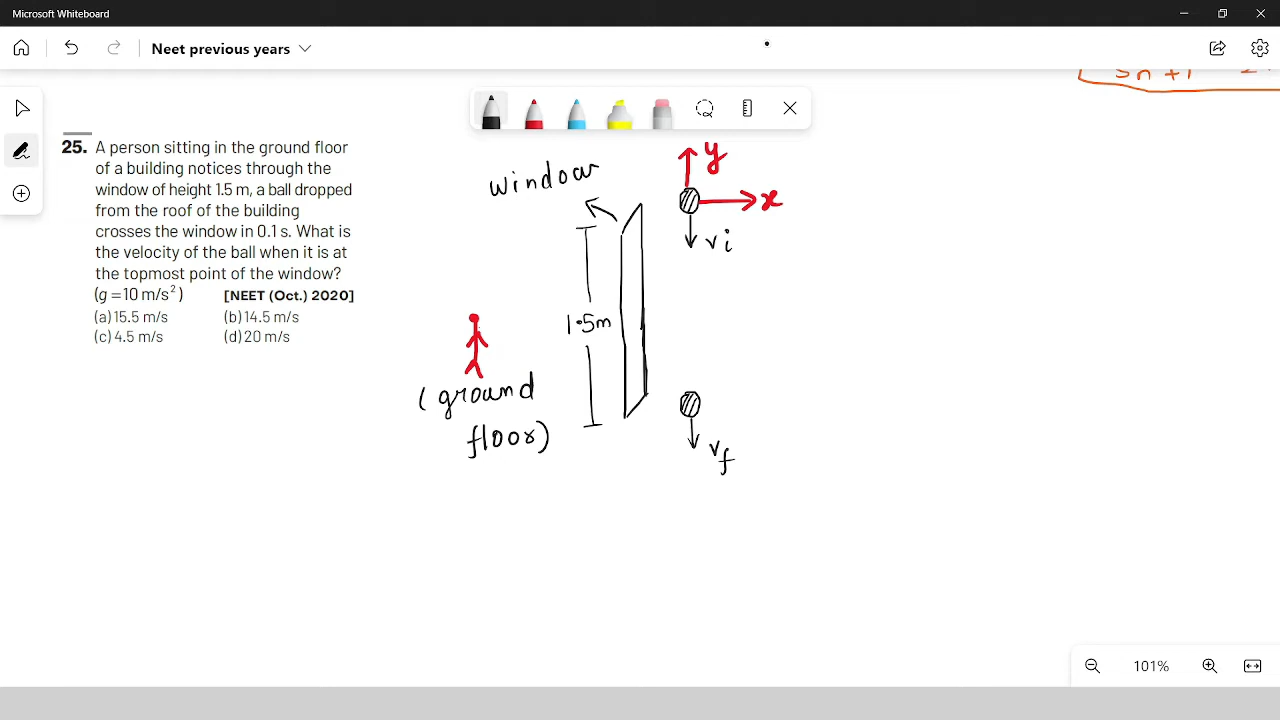 Microsoft Whiteboard
Neet previous years
5n+1
25. A person sitting in the ground floor
of a building notices through the
window of height 1.5 m, a ball dropped
from the roof of the building
crosses the window in 0.1 s. What is
the velocity of the ball when it is at
the topmost point of the window?
(g = 10 m/s²) [NEET (Oct.) 2020]
(a) 15.5 m/s (b) 14.5 m/s
(c) 4.5 m/s (d) 20 m/s
window
y
x
vi
1.5m
(ground
floor)
vf
101%